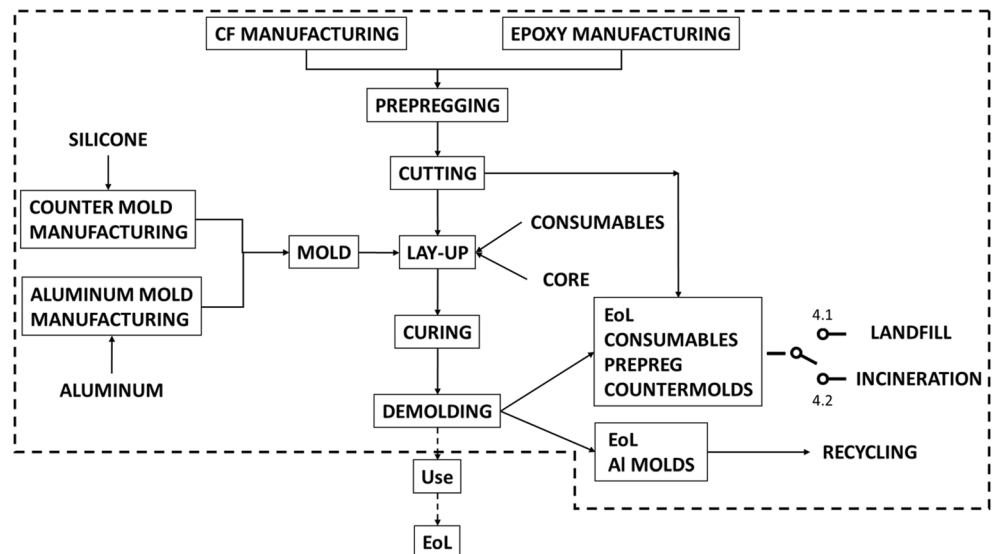 CF MANUFACTURING
EPOXY MANUFACTURING
PREPREGGING
SILICONE
CUTTING
COUNTER MOLD
MANUFACTURING
CONSUMABLES
MOLD
LAY-UP
CORE
ALUMINUM MOLD
MANUFACTURING
CURING
EoL
CONSUMABLES
PREPREG
COUNTERMOLDS
4.1
LANDFILL
INCINERATION
4.2
ALUMINUM
DEMOLDING
EoL
Al MOLDS
RECYCLING
Use
EoL